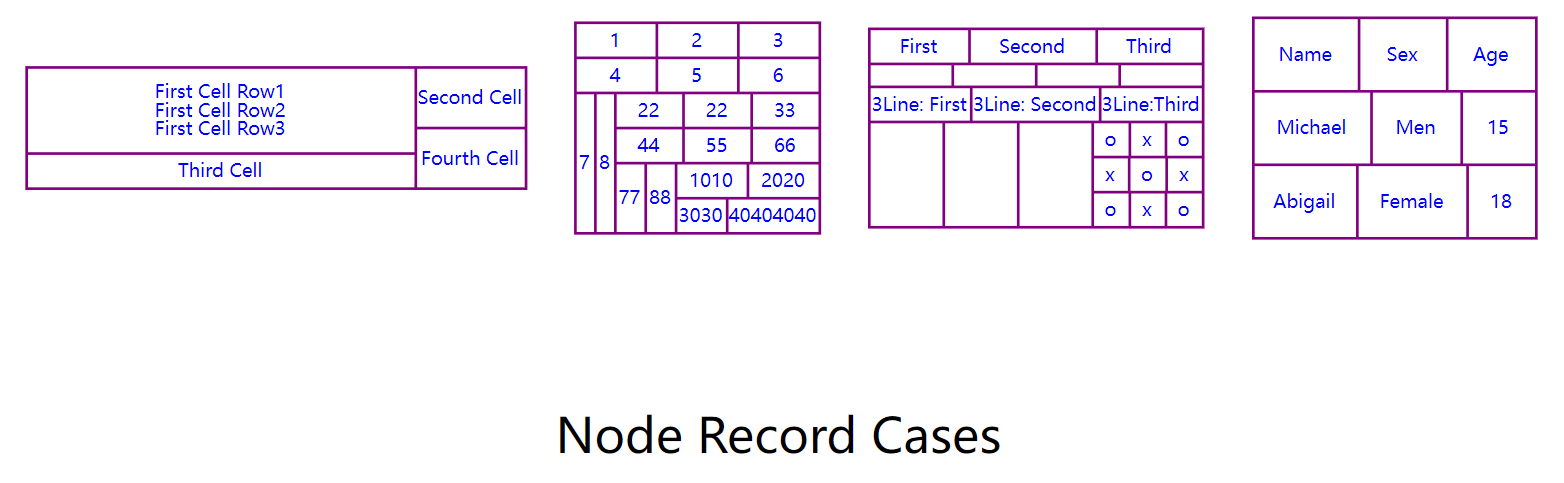 First Cell Row1
First Cell Row2
First Cell Row3
Third Cell
Second Cell
Fourth Cell
1 2 3
4 5 6
7 8
22 22 33
44 55 66
77 88
1010 2020
3030 40404040
First Second Third
3Line: First 3Line: Second 3Line:Third
o x o
x o x
o x o
Name Sex Age
Michael Men 15
Abigail Female 18
Node Record Cases